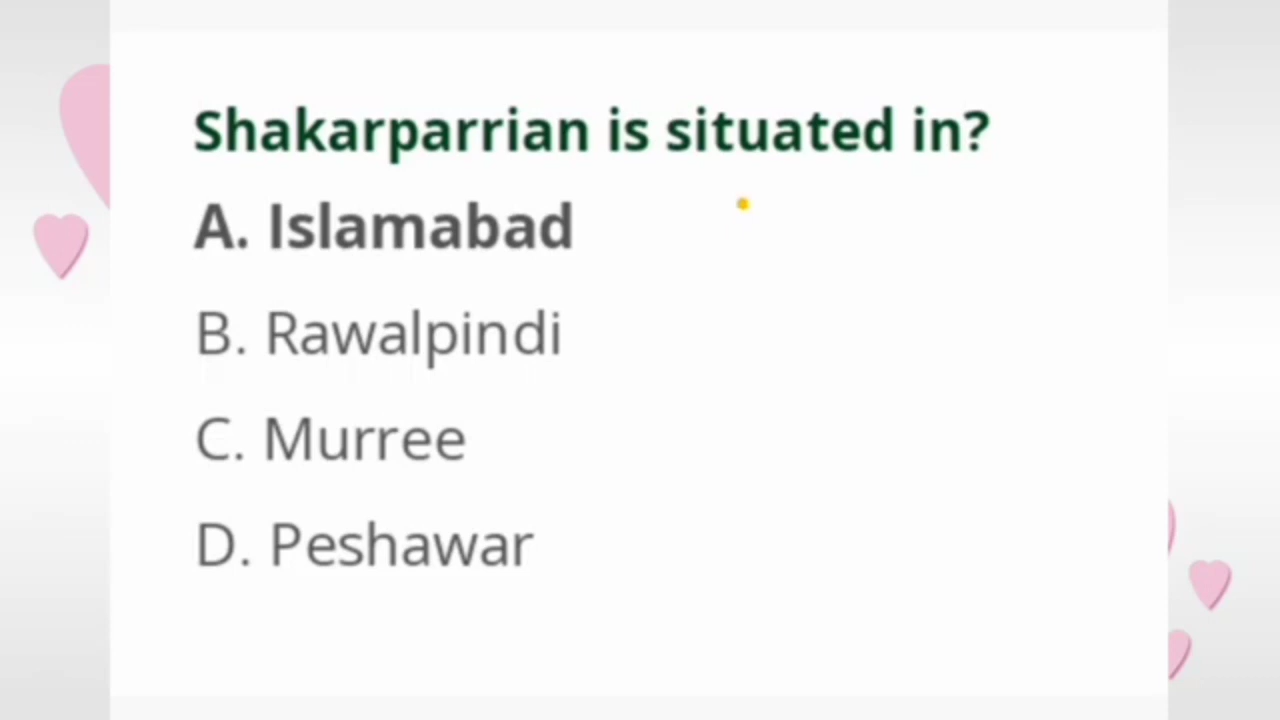 Shakarparrian is situated in?
A. Islamabad
B. Rawalpindi
C. Murree
D. Peshawar